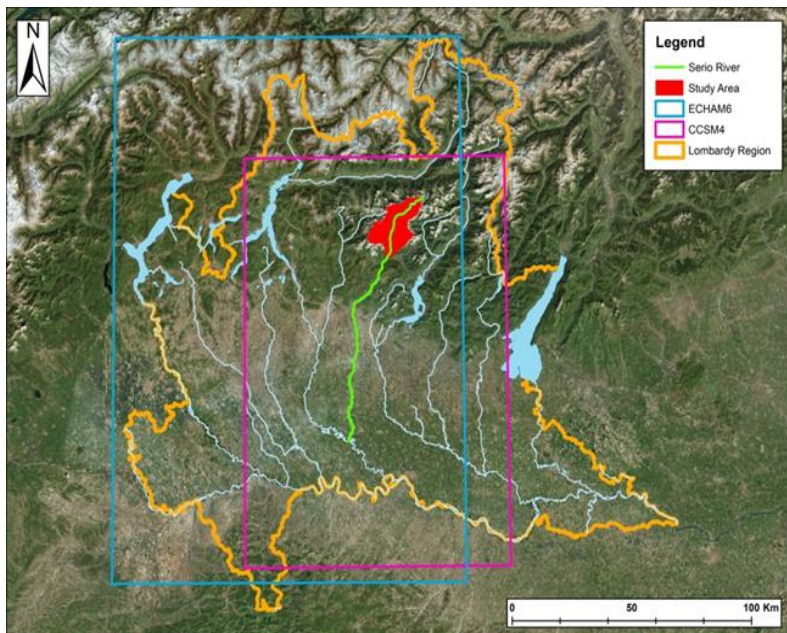 N
Legend
Serio River
Study Area
ECHAM6
CCSM4
Lombardy Region
0 50 100 Km